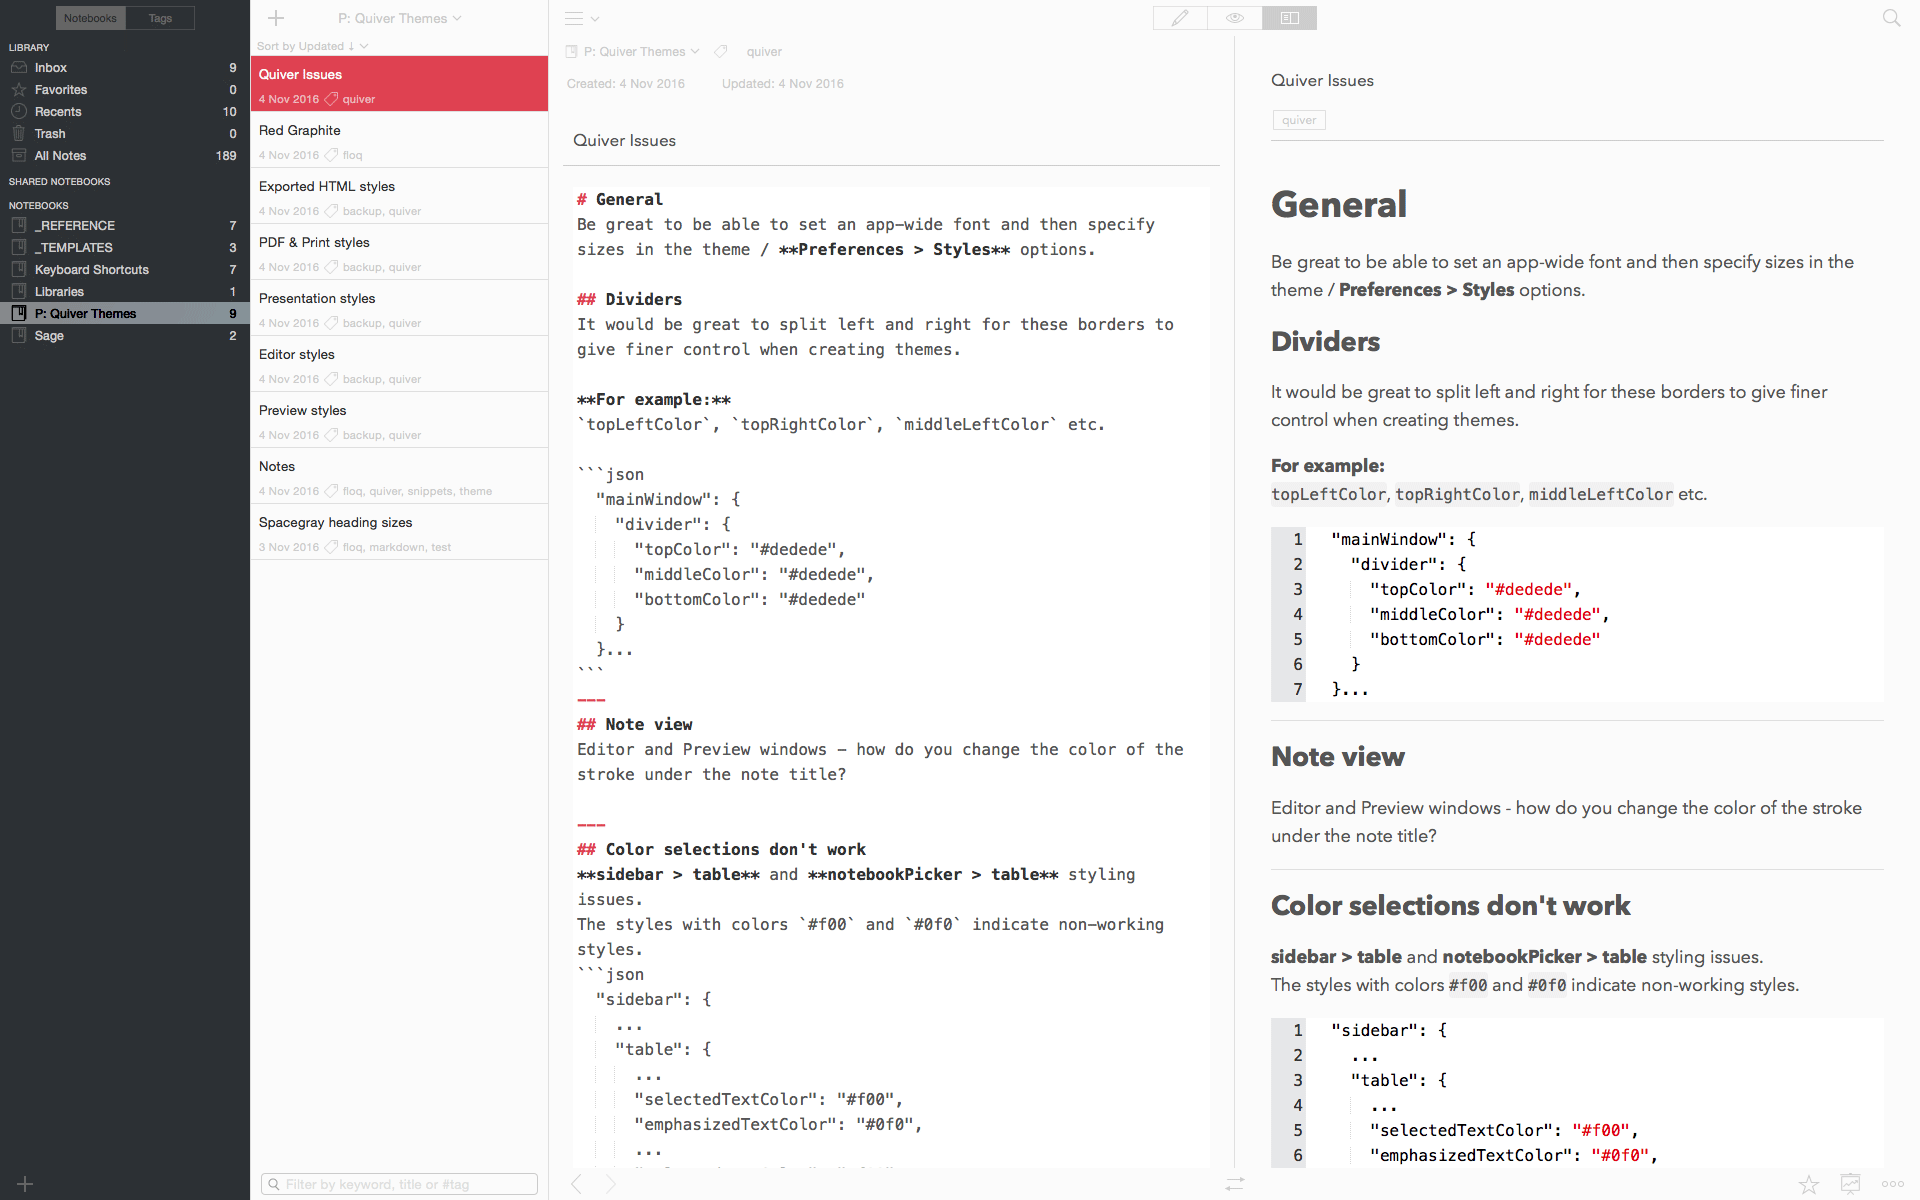 Notebooks Tags
LIBRARY
Inbox 9
Favorites 0
Recents 10
Trash 0
All Notes 189
SHARED NOTEBOOKS
NOTEBOOKS
_REFERENCE 7
_TEMPLATES 3
Keyboard Shortcuts 7
Libraries 1
P: Quiver Themes 9
Sage 2
P: Quiver Themes
Sort by Updated ↓
Quiver Issues
4 Nov 2016 quiver
Red Graphite
4 Nov 2016 floq
Exported HTML styles
4 Nov 2016 backup, quiver
PDF & Print styles
4 Nov 2016 backup, quiver
Presentation styles
4 Nov 2016 backup, quiver
Editor styles
4 Nov 2016 backup, quiver
Preview styles
4 Nov 2016 backup, quiver
Notes
4 Nov 2016 floq, quiver, snippets, theme
Spacegray heading sizes
3 Nov 2016 floq, markdown, test
Filter by keyword, title or #tag
P: Quiver Themes quiver
Created: 4 Nov 2016 Updated: 4 Nov 2016
Quiver Issues
# General
Be great to be able to set an app-wide font and then specify
sizes in the theme / **Preferences > Styles** options.
## Dividers
It would be great to split left and right for these borders to
give finer control when creating themes.
**For example:**
`topLeftColor`, `topRightColor`, `middleLeftColor` etc.
```json
"mainWindow": {
"divider": {
"topColor": "#dedede",
"middleColor": "#dedede",
"bottomColor": "#dedede"
}
}...
```
---
## Note view
Editor and Preview windows - how do you change the color of the
stroke under the note title?
---
## Color selections don't work
**sidebar > table** and **notebookPicker > table** styling
issues.
The styles with colors `#f00` and `#0f0` indicate non-working
styles.
```json
"sidebar": {
...
"table": {
...
"selectedTextColor": "#f00",
"emphasizedTextColor": "#0f0",
...
Quiver Issues
quiver
General
Be great to be able to set an app-wide font and then specify sizes in the
theme / Preferences > Styles options.
Dividers
It would be great to split left and right for these borders to give finer
control when creating themes.
For example:
topLeftColor, topRightColor, middleLeftColor etc.
1 "mainWindow": {
2 "divider": {
3 "topColor": "#dedede",
4 "middleColor": "#dedede",
5 "bottomColor": "#dedede"
6 }
7 }...
Note view
Editor and Preview windows - how do you change the color of the stroke
under the note title?
Color selections don't work
sidebar > table and notebookPicker > table styling issues.
The styles with colors #f00 and #0f0 indicate non-working styles.
1 "sidebar": {
2 ...
3 "table": {
4 ...
5 "selectedTextColor": "#f00",
6 "emphasizedTextColor": "#0f0",